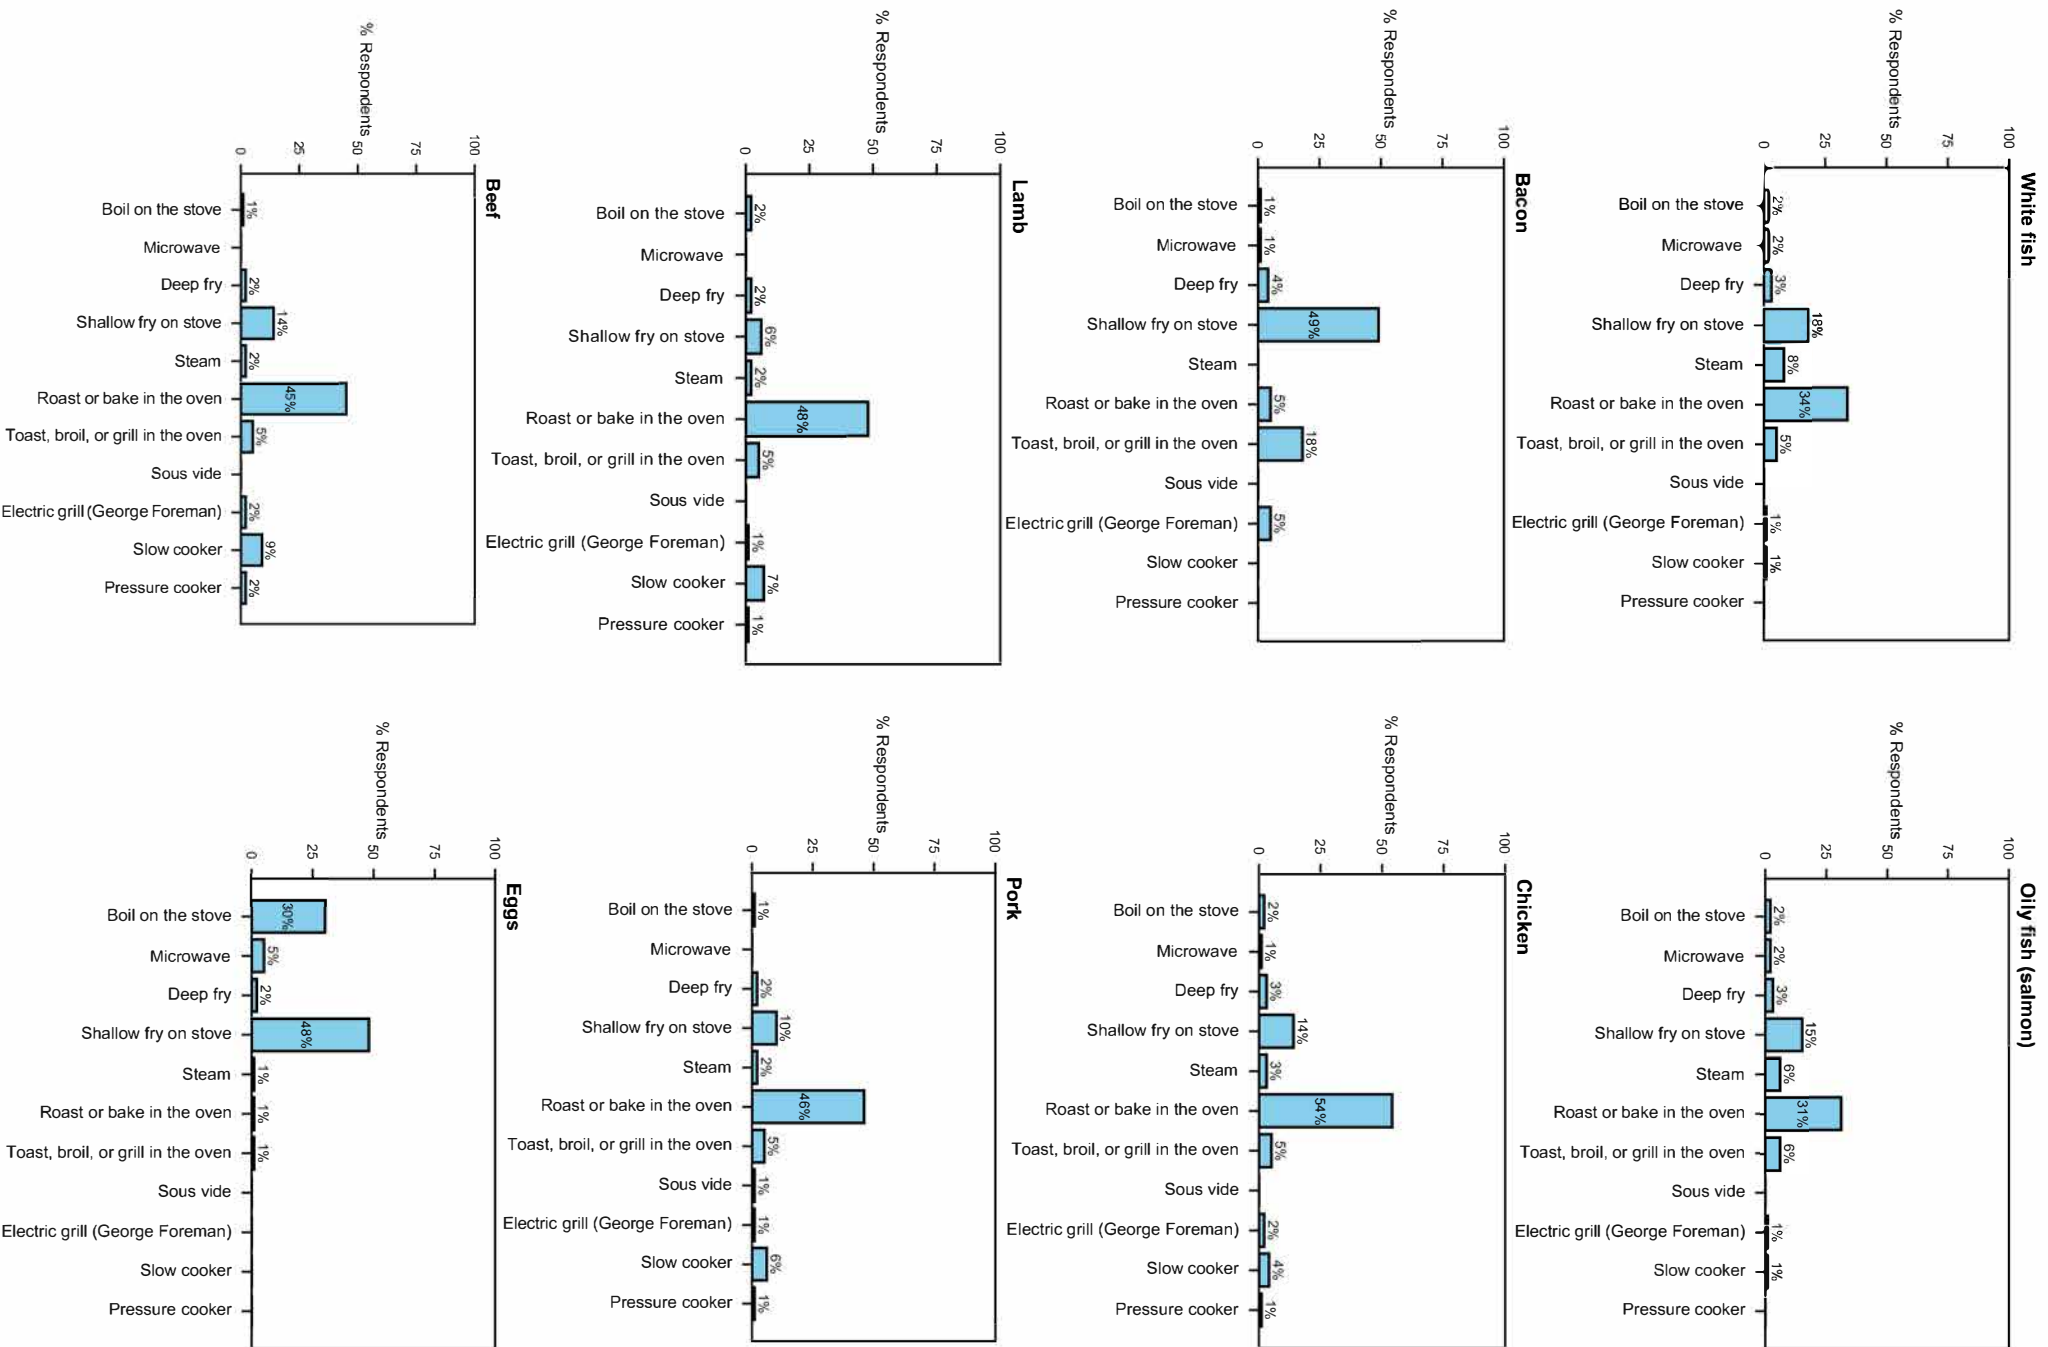 White fish
% Respondents
100
75
50
25
0
2%
2%
3%
18%
8%
34%
5%
1%
1%
Boil on the stove
Microwave
Deep fry
Shallow fry on stove
Steam
Roast or bake in the oven
Toast, broil, or grill in the oven
Sous vide
Electric grill (George Foreman)
Slow cooker
Pressure cooker
Oily fish (salmon)
% Respondents
100
75
50
25
0
2%
2%
3%
15%
6%
31%
6%
1%
1%
Boil on the stove
Microwave
Deep fry
Shallow fry on stove
Steam
Roast or bake in the oven
Toast, broil, or grill in the oven
Sous vide
Electric grill (George Foreman)
Slow cooker
Pressure cooker
Bacon
% Respondents
100
75
50
25
0
1%
1%
4%
49%
5%
18%
5%
Boil on the stove
Microwave
Deep fry
Shallow fry on stove
Steam
Roast or bake in the oven
Toast, broil, or grill in the oven
Sous vide
Electric grill (George Foreman)
Slow cooker
Pressure cooker
Chicken
% Respondents
100
75
50
25
0
2%
1%
3%
14%
3%
54%
5%
2%
4%
1%
Boil on the stove
Microwave
Deep fry
Shallow fry on stove
Steam
Roast or bake in the oven
Toast, broil, or grill in the oven
Sous vide
Electric grill (George Foreman)
Slow cooker
Pressure cooker
Lamb
% Respondents
100
75
50
25
0
2%
2%
6%
2%
48%
5%
1%
7%
1%
Boil on the stove
Microwave
Deep fry
Shallow fry on stove
Steam
Roast or bake in the oven
Toast, broil, or grill in the oven
Sous vide
Electric grill (George Foreman)
Slow cooker
Pressure cooker
Pork
% Respondents
100
75
50
25
0
1%
2%
10%
2%
46%
5%
1%
1%
6%
1%
Boil on the stove
Microwave
Deep fry
Shallow fry on stove
Steam
Roast or bake in the oven
Toast, broil, or grill in the oven
Sous vide
Electric grill (George Foreman)
Slow cooker
Pressure cooker
Beef
% Respondents
100
75
50
25
0
1%
2%
14%
2%
45%
5%
2%
9%
2%
Boil on the stove
Microwave
Deep fry
Shallow fry on stove
Steam
Roast or bake in the oven
Toast, broil, or grill in the oven
Sous vide
Electric grill (George Foreman)
Slow cooker
Pressure cooker
Eggs
% Respondents
100
75
50
25
0
30%
5%
2%
48%
1%
1%
1%
Boil on the stove
Microwave
Deep fry
Shallow fry on stove
Steam
Roast or bake in the oven
Toast, broil, or grill in the oven
Sous vide
Electric grill (George Foreman)
Slow cooker
Pressure cooker